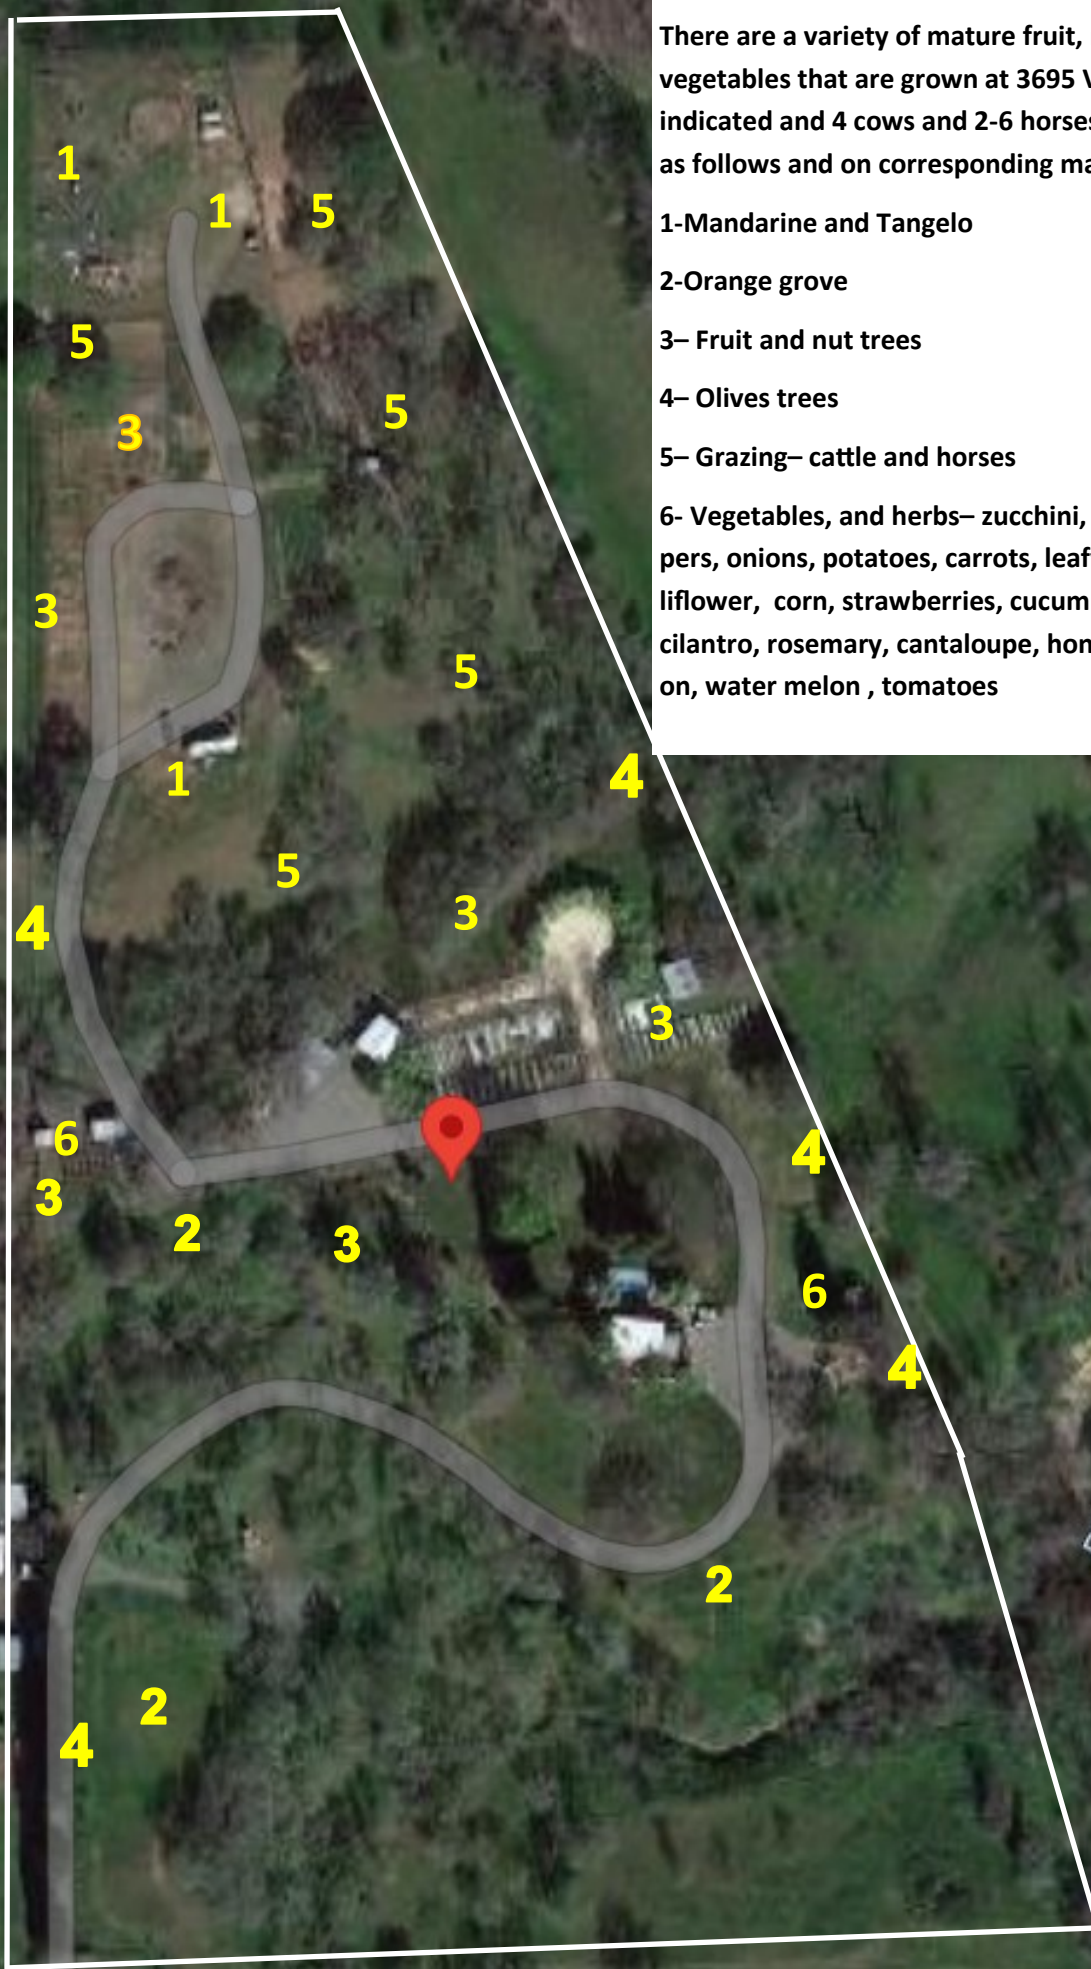 There are a variety of mature fruit,
vegetables that are grown at 3695
indicated and 4 cows and 2-6 horses
as follows and on corresponding
1-Mandarine and Tangelo
2-Orange grove
3– Fruit and nut trees
4– Olives trees
5– Grazing– cattle and horses
6- Vegetables, and herbs– zucchini,
pers, onions, potatoes, carrots, leaf
liflower, corn, strawberries, cucum
cilantro, rosemary, cantaloupe, hon
on, water melon , tomatoes
1
1
5
5
3
5
3
5
4
1
5
3
4
3
6
4
3
2
3
6
4
2
2
4